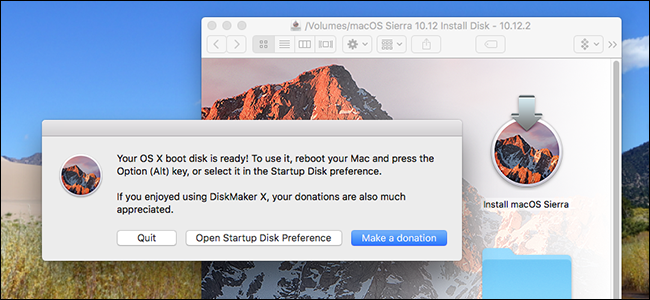 /Volumes/macOS Sierra 10.12 Install Disk - 10.12.2
Your OS X boot disk is ready! To use it, reboot your Mac and press the
Option (Alt) key, or select it in the Startup Disk preference.
If you enjoyed using DiskMaker X, your donations are also much
appreciated.
Quit
Open Startup Disk Preference
Make a donation
Install macOS Sierra